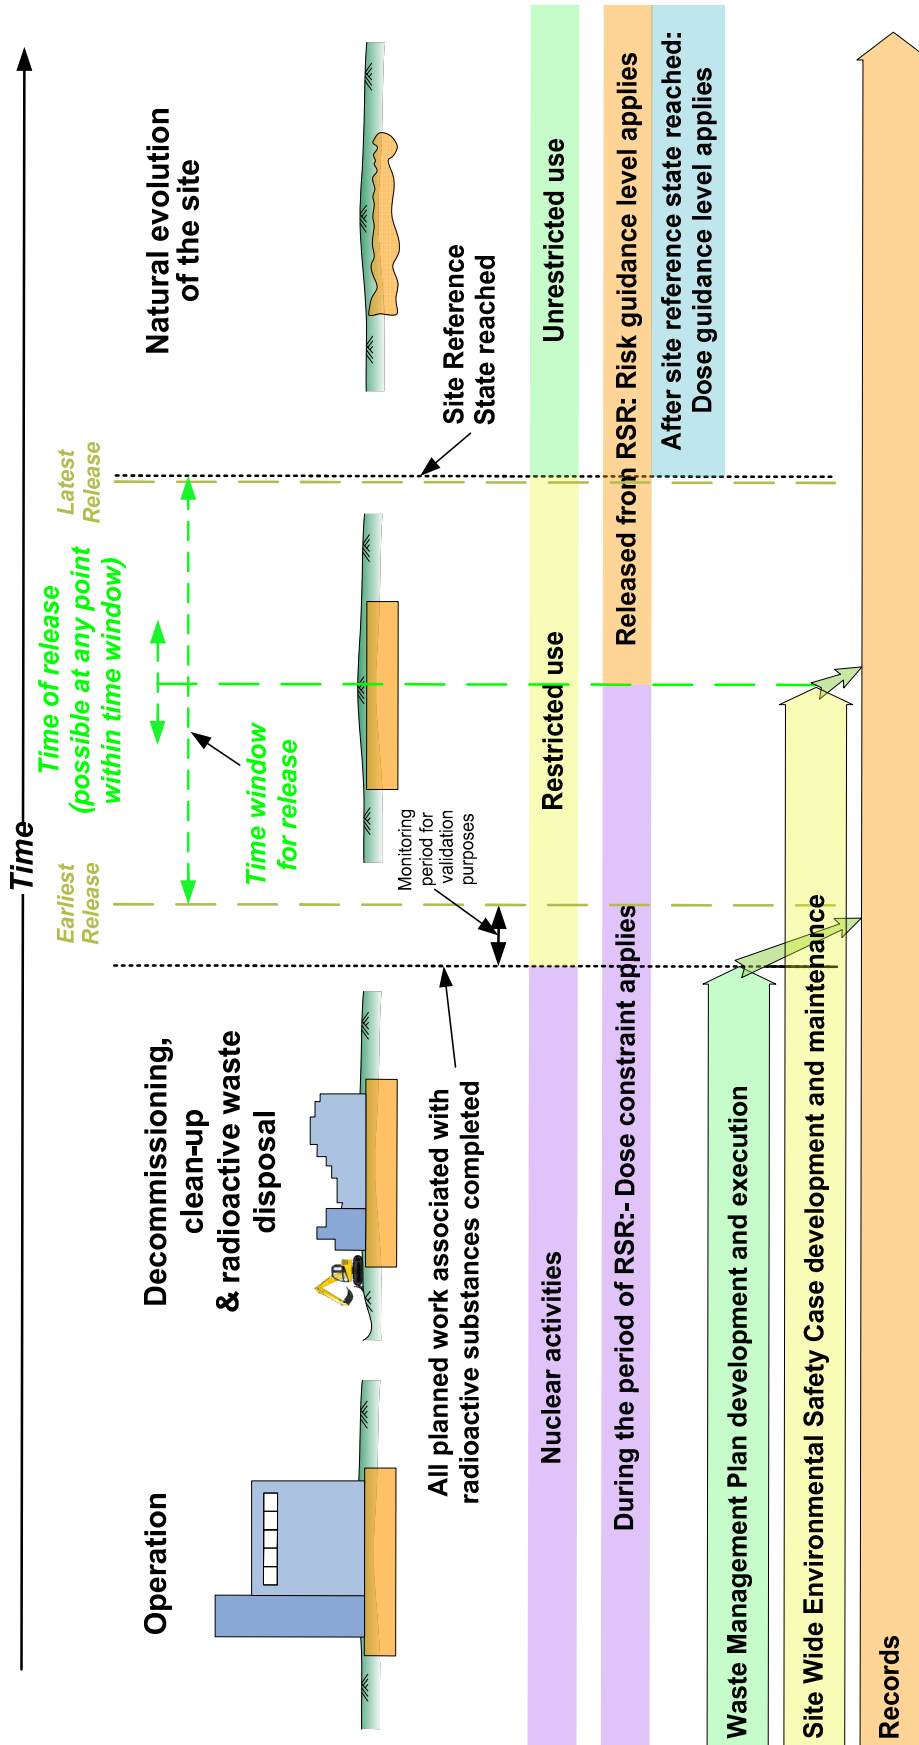 Time
Earliest
Release
Time of release
(possible at any point
within time window)
Latest
Release
Operation
Decommissioning,
clean-up
& radioactive waste
disposal
Natural evolution
of the site
Time window
for release
All planned work associated with
radioactive substances completed
Monitoring
period for
validation
purposes
Site Reference
State reached
Nuclear activities
Restricted use
Unrestricted use
During the period of RSR:- Dose constraint applies
Released from RSR: Risk guidance level applies
After site reference state reached:
Dose guidance level applies
Waste Management Plan development and execution
Site Wide Environmental Safety Case development and maintenance
Records